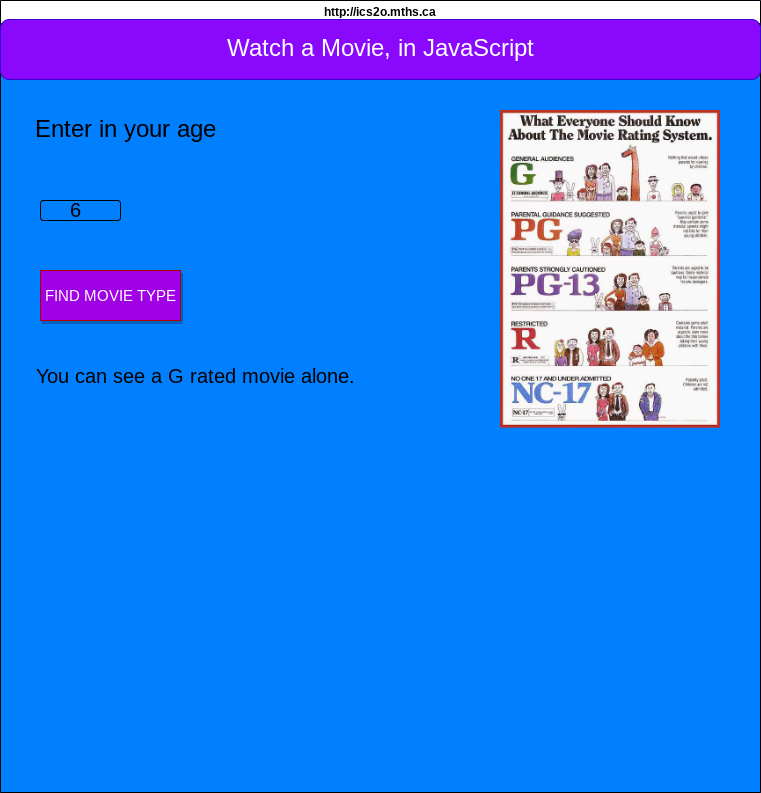 http://ics2o.mths.ca
Watch a Movie, in JavaScript
Enter in your age
6
FIND MOVIE TYPE
You can see a G rated movie alone.
What Everyone Should Know
About The Movie Rating System.
GENERAL AUDIENCES
G
PARENTAL GUIDANCE SUGGESTED
PG
PARENTS STRONGLY CAUTIONED
PG-13
RESTRICTED
R
NO ONE 17 AND UNDER ADMITTED
NC-17
NC-17